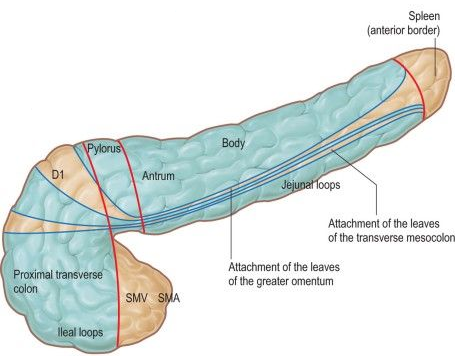 Spleen
(anterior border)
Pylorus
Body
D1
Antrum
Jejunal loops
Attachment of the leaves
of the transverse mesocolon
Attachment of the leaves
of the greater omentum
Proximal transverse
colon
SMV SMA
Ileal loops